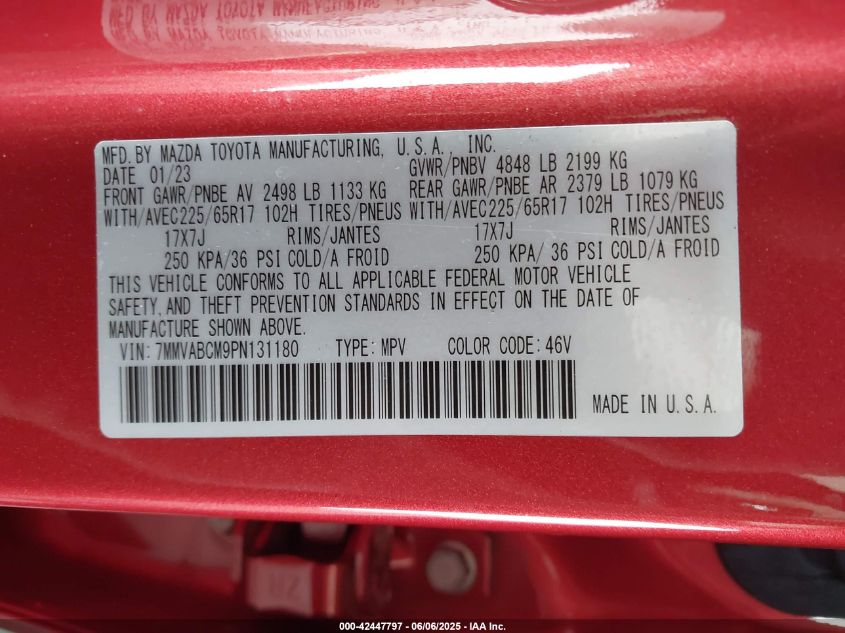 MFD. BY MAZDA TOYOTA MANUFACTURING, U.S.A. INC.
DATE 01/23 GVWR/PNBV 4848 LB 2199 KG
FRONT GAWR/PNBE AV 2498 LB 1133 KG REAR GAWR/PNBE AR 2379 LB 1079 KG
WITH/AVEC225/65R17 102H TIRES/PNEUS WITH/AVEC225/65R17 102H TIRES/PNEUS
17X7J RIMS/JANTES 17X7J RIMS/JANTES
250 KPA/36 PSI COLD/A FROID 250 KPA/ 36 PSI COLD/A FROID
THIS VEHICLE CONFORMS TO ALL APPLICABLE FEDERAL MOTOR VEHICLE
SAFETY, AND THEFT PREVENTION STANDARDS IN EFFECT ON THE DATE OF
MANUFACTURE SHOWN ABOVE.
VIN: 7MMVABCM9PN131180 TYPE: MPV COLOR CODE: 46V
MADE IN U.S.A.
000-42447797 - 06/06/2025 - IAA Inc.